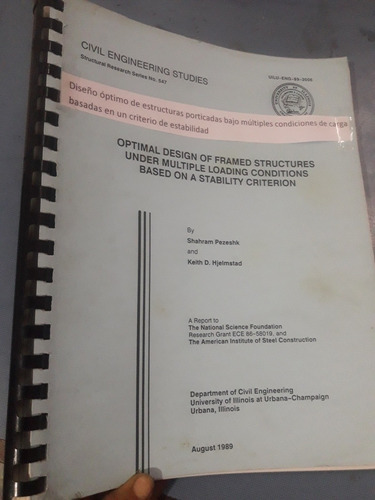 CIVIL ENGINEERING STUDIES
Structural Research Series No. 547
UILU-ENG-89-2005
Diseño óptimo de estructuras porticadas bajo múltiples condiciones de carga
basadas en un criterio de estabilidad
OPTIMAL DESIGN OF FRAMED STRUCTURES
UNDER MULTIPLE LOADING CONDITIONS
BASED ON A STABILITY CRITERION
By
Shahram Pezeshk
and
Keith D. Hjelmstad
A Report to
The National Science Foundation
Research Grant ECE 86-58019, and
The American Institute of Steel Construction
Department of Civil Engineering
University of Illinois at Urbana-Champaign
Urbana, Illinois
August 1989